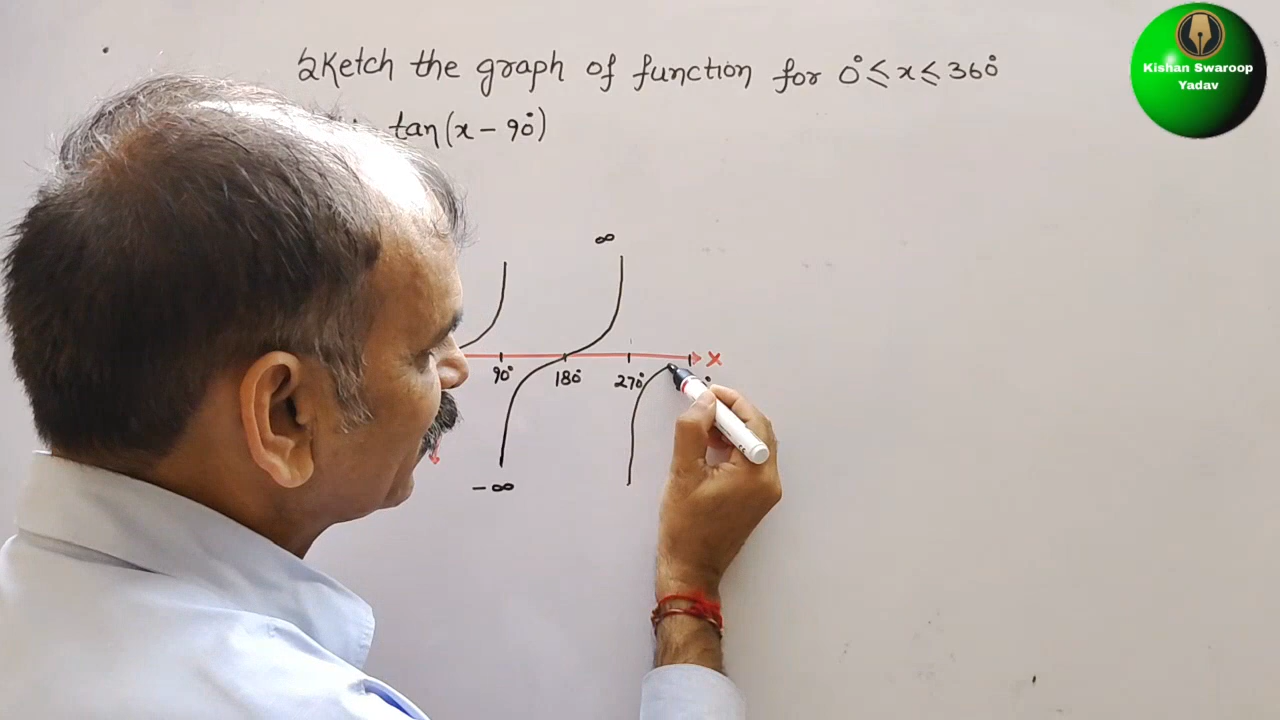 Sketch the graph of function for 0° ≤ x ≤ 360°
tan(x - 90°)
Kishan Swaroop
Yadav
∞
x
90° 180° 270°
- ∞